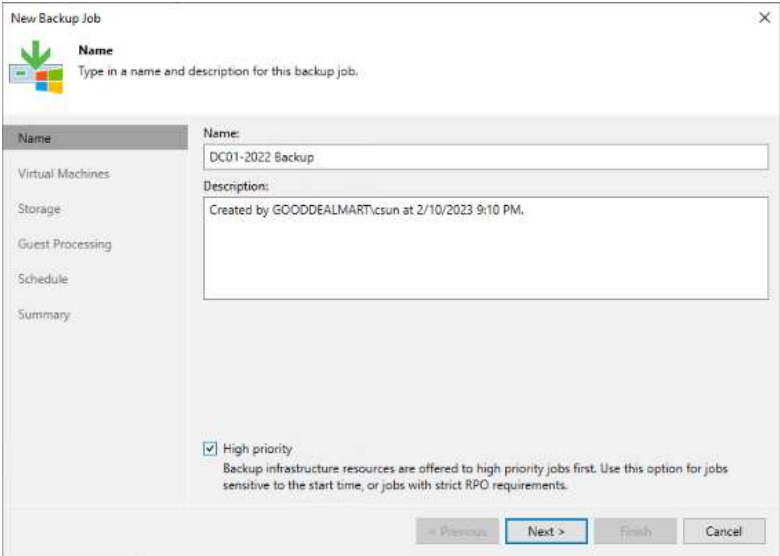 New Backup Job
Name
Type in a name and description for this backup job.
Name
Virtual Machines
Storage
Guest Processing
Schedule
Summary
Name:
DC01-2022 Backup
Description:
Created by GOODDEALMART\csun at 2/10/2023 9:10 PM.
High priority
Backup infrastructure resources are offered to high priority jobs first. Use this option for jobs
sensitive to the start time, or jobs with strict RPO requirements.
< Previous
Next >
Finish
Cancel